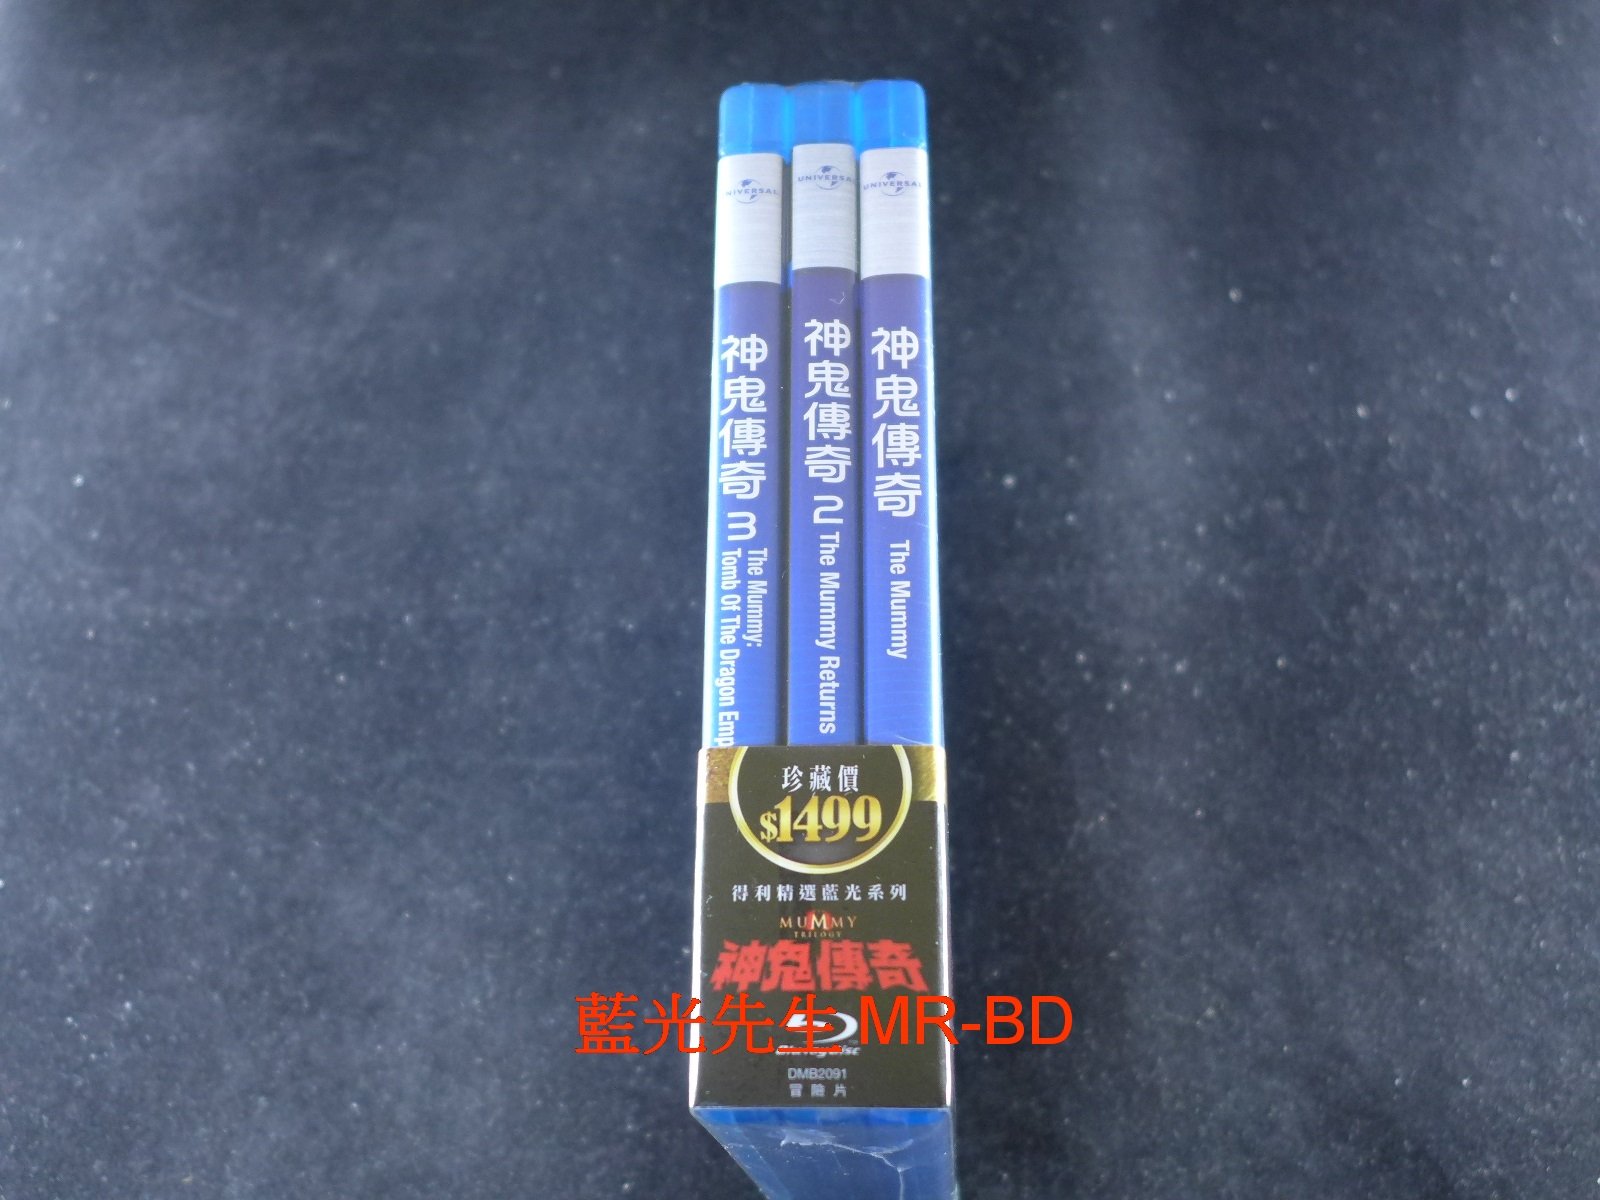 UNIVERSAL
神鬼傳奇 3
The Mummy:
Tomb Of The Dragon Emp
UNIVERSAL
神鬼傳奇 2 The Mummy Returns
UNIVERSAL
神鬼傳奇 The Mummy
珍藏價
$1499
得利精選藍光系列
MUMMY
TRILOGY
神鬼傳奇
藍光先生 MR-BD
Blu-ray Disc
DMB2091
冒險片